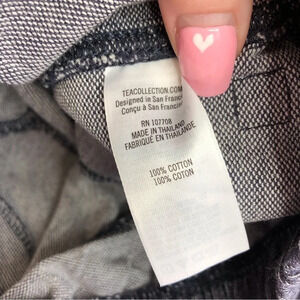 TEACOLLECTION.COM
Designed in San Francisco
Conçu à San Francisco
RN 107708
MADE IN THAILAND
FABRIQUÉ EN THAÏLANDE
100% COTTON
100% COTON